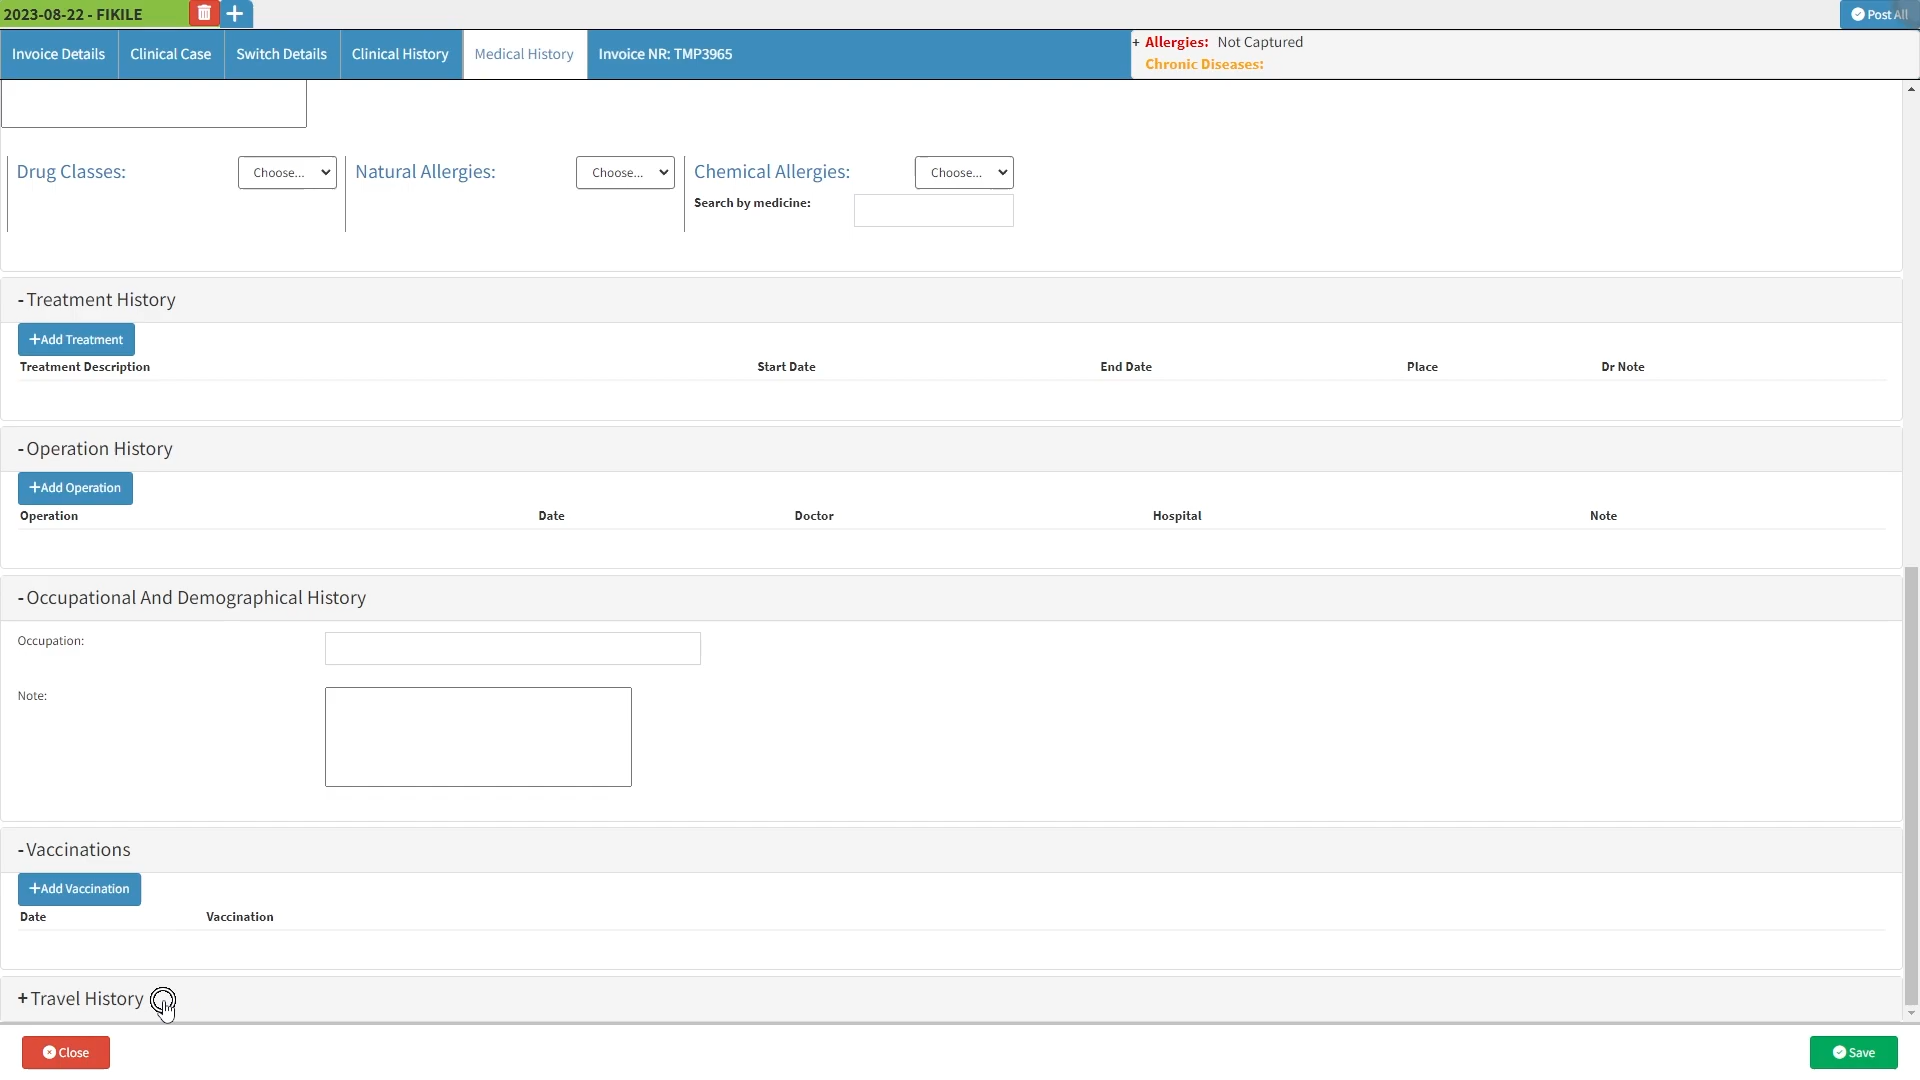 2023-08-22 - FIKILE
Post All
Invoice Details Clinical Case Switch Details Clinical History Medical History Invoice NR: TMP3965
+ Allergies: Not Captured
Chronic Diseases:
Drug Classes: Choose... Natural Allergies: Choose... Chemical Allergies: Choose...
Search by medicine:
- Treatment History
+Add Treatment
Treatment Description Start Date End Date Place Dr Note
- Operation History
+Add Operation
Operation Date Doctor Hospital Note
- Occupational And Demographical History
Occupation:
Note:
- Vaccinations
+Add Vaccination
Date Vaccination
+ Travel History
Close Save